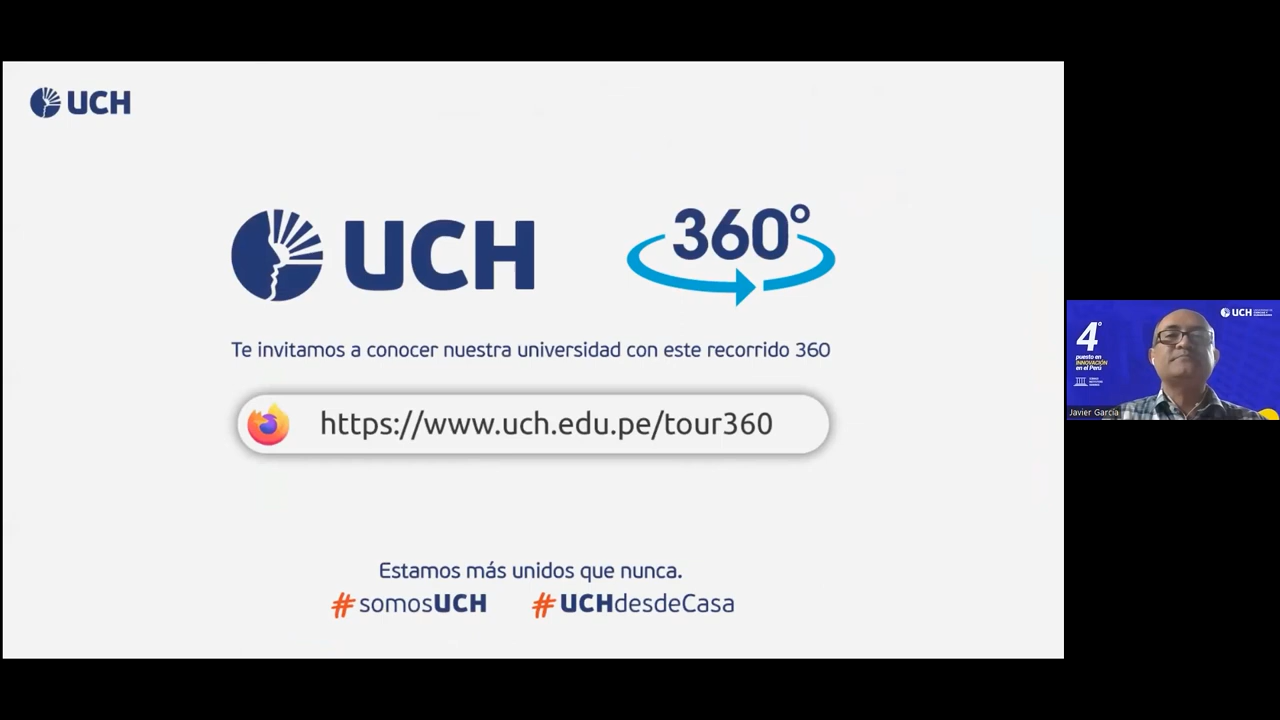 UCH
UCH
360°
Te invitamos a conocer nuestra universidad con este recorrido 360
https://www.uch.edu.pe/tour360
Estamos más unidos que nunca.
#somosUCH #UCHdesdeCasa
UCH
4°
puesto en
INNOVACIÓN
en el Perú
Javier García